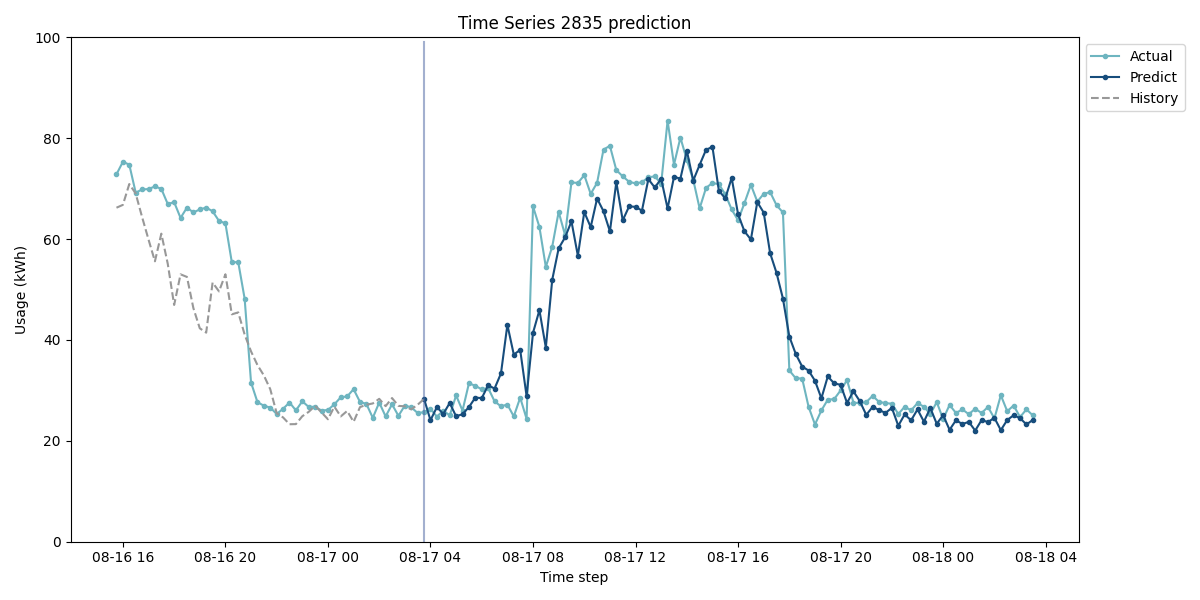 Time Series 2835 prediction
100
80
60
40
20
0
Usage (kWh)
08-16 16
08-16 20
08-17 00
08-17 04
08-17 08
08-17 12
08-17 16
08-17 20
08-18 00
08-18 04
Time step
Actual
Predict
History